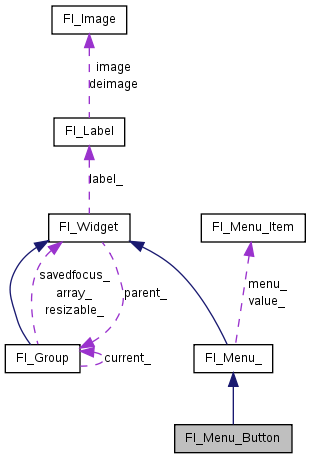 Fl_Image
image
deimage
Fl_Label
label_
Fl_Widget
Fl_Menu_Item
savedfocus_
array_
resizable_
parent_
menu_
value_
Fl_Group
current_
Fl_Menu_
Fl_Menu_Button